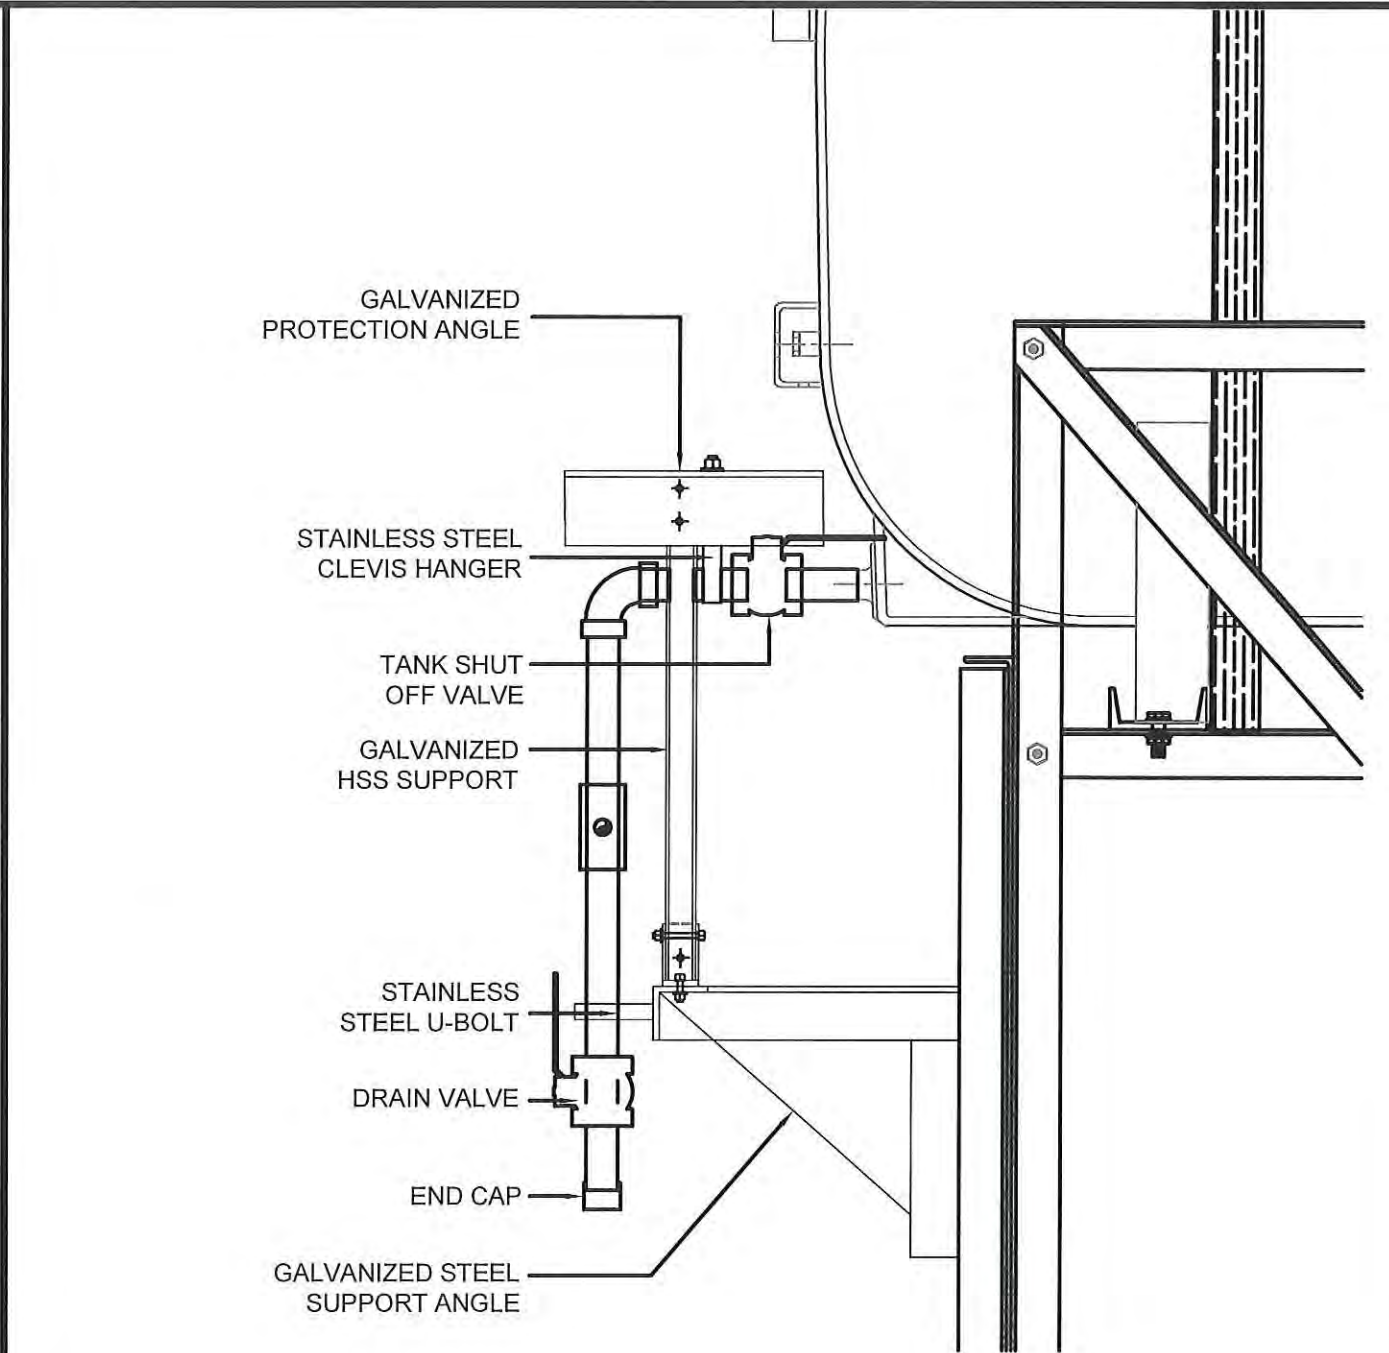 GALVANIZED
PROTECTION ANGLE
STAINLESS STEEL
CLEVIS HANGER
TANK SHUT
OFF VALVE
GALVANIZED
HSS SUPPORT
STAINLESS
STEEL U-BOLT
DRAIN VALVE
END CAP
GALVANIZED STEEL
SUPPORT ANGLE